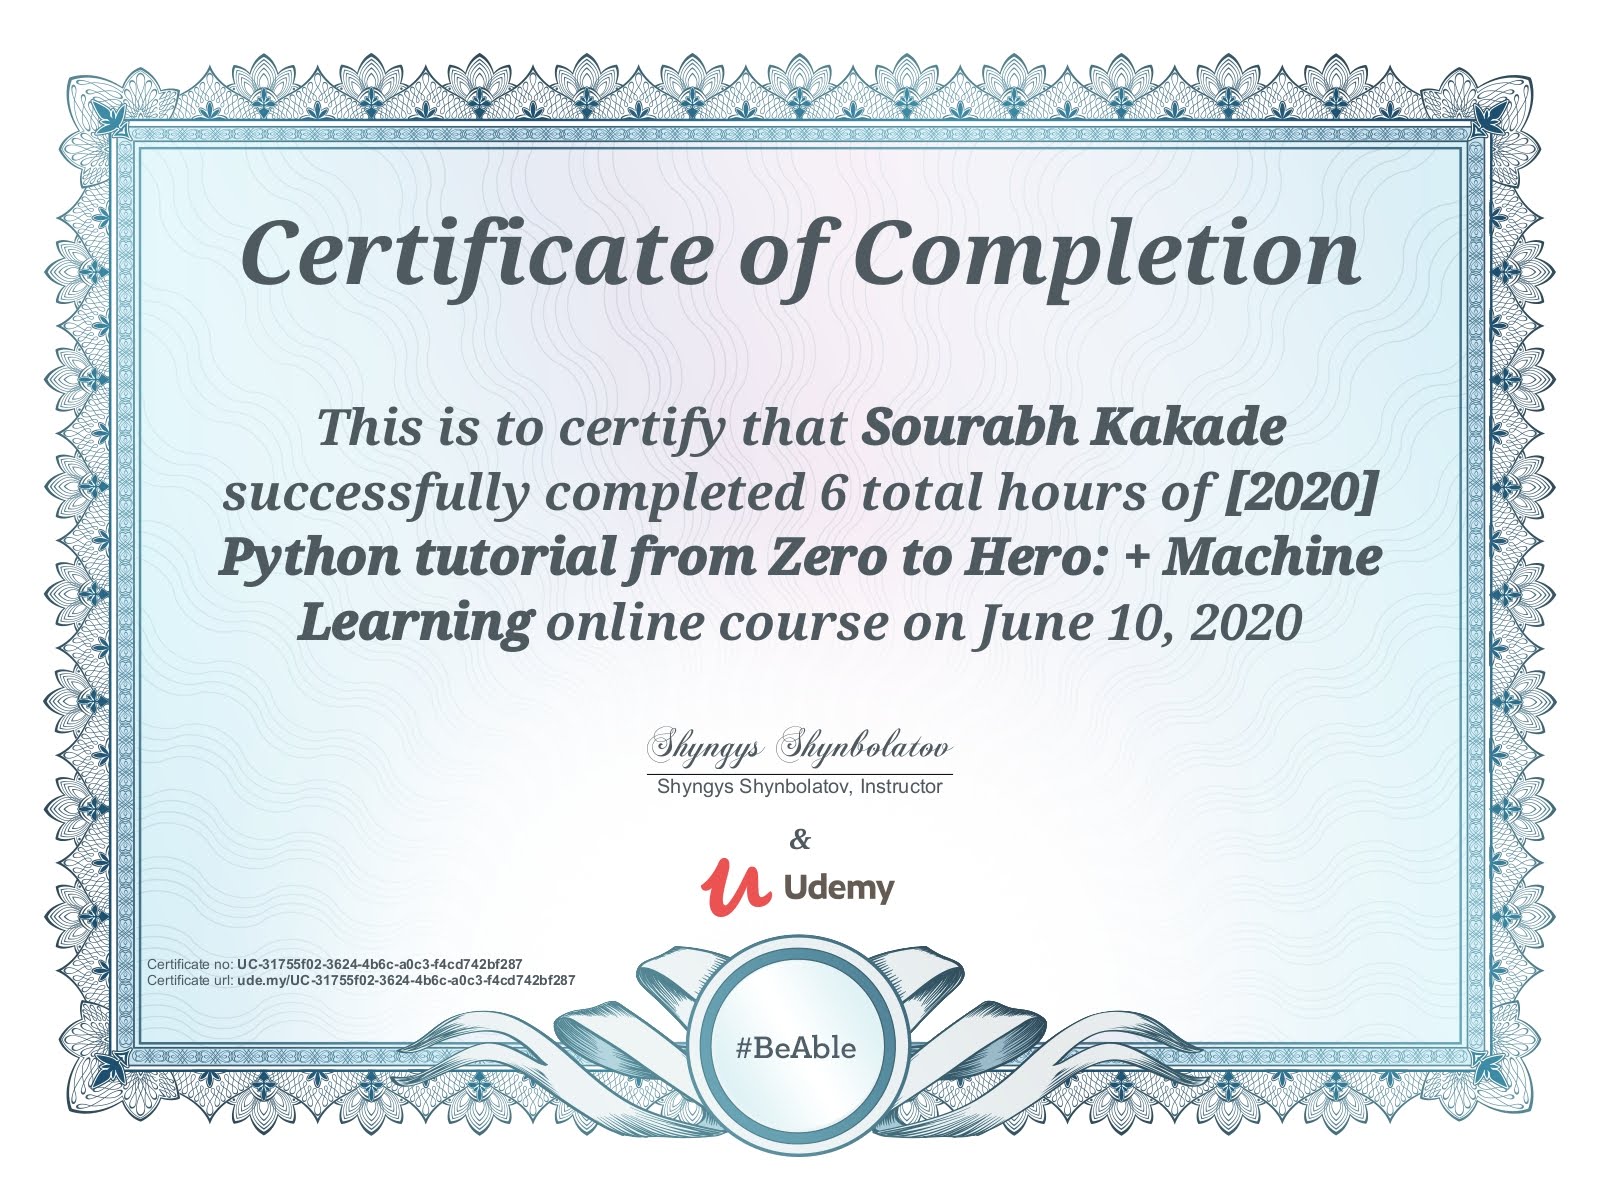 Certificate of Completion
This is to certify that Sourabh Kakade
successfully completed 6 total hours of [2020]
Python tutorial from Zero to Hero: + Machine
Learning online course on June 10, 2020
Shyngys Shynbolatov
Shyngys Shynbolatov, Instructor
&
Udemy
Certificate no: UC-31755f02-3624-4b6c-a0c3-f4cd742bf287
Certificate url: ude.my/UC-31755f02-3624-4b6c-a0c3-f4cd742bf287
#BeAble